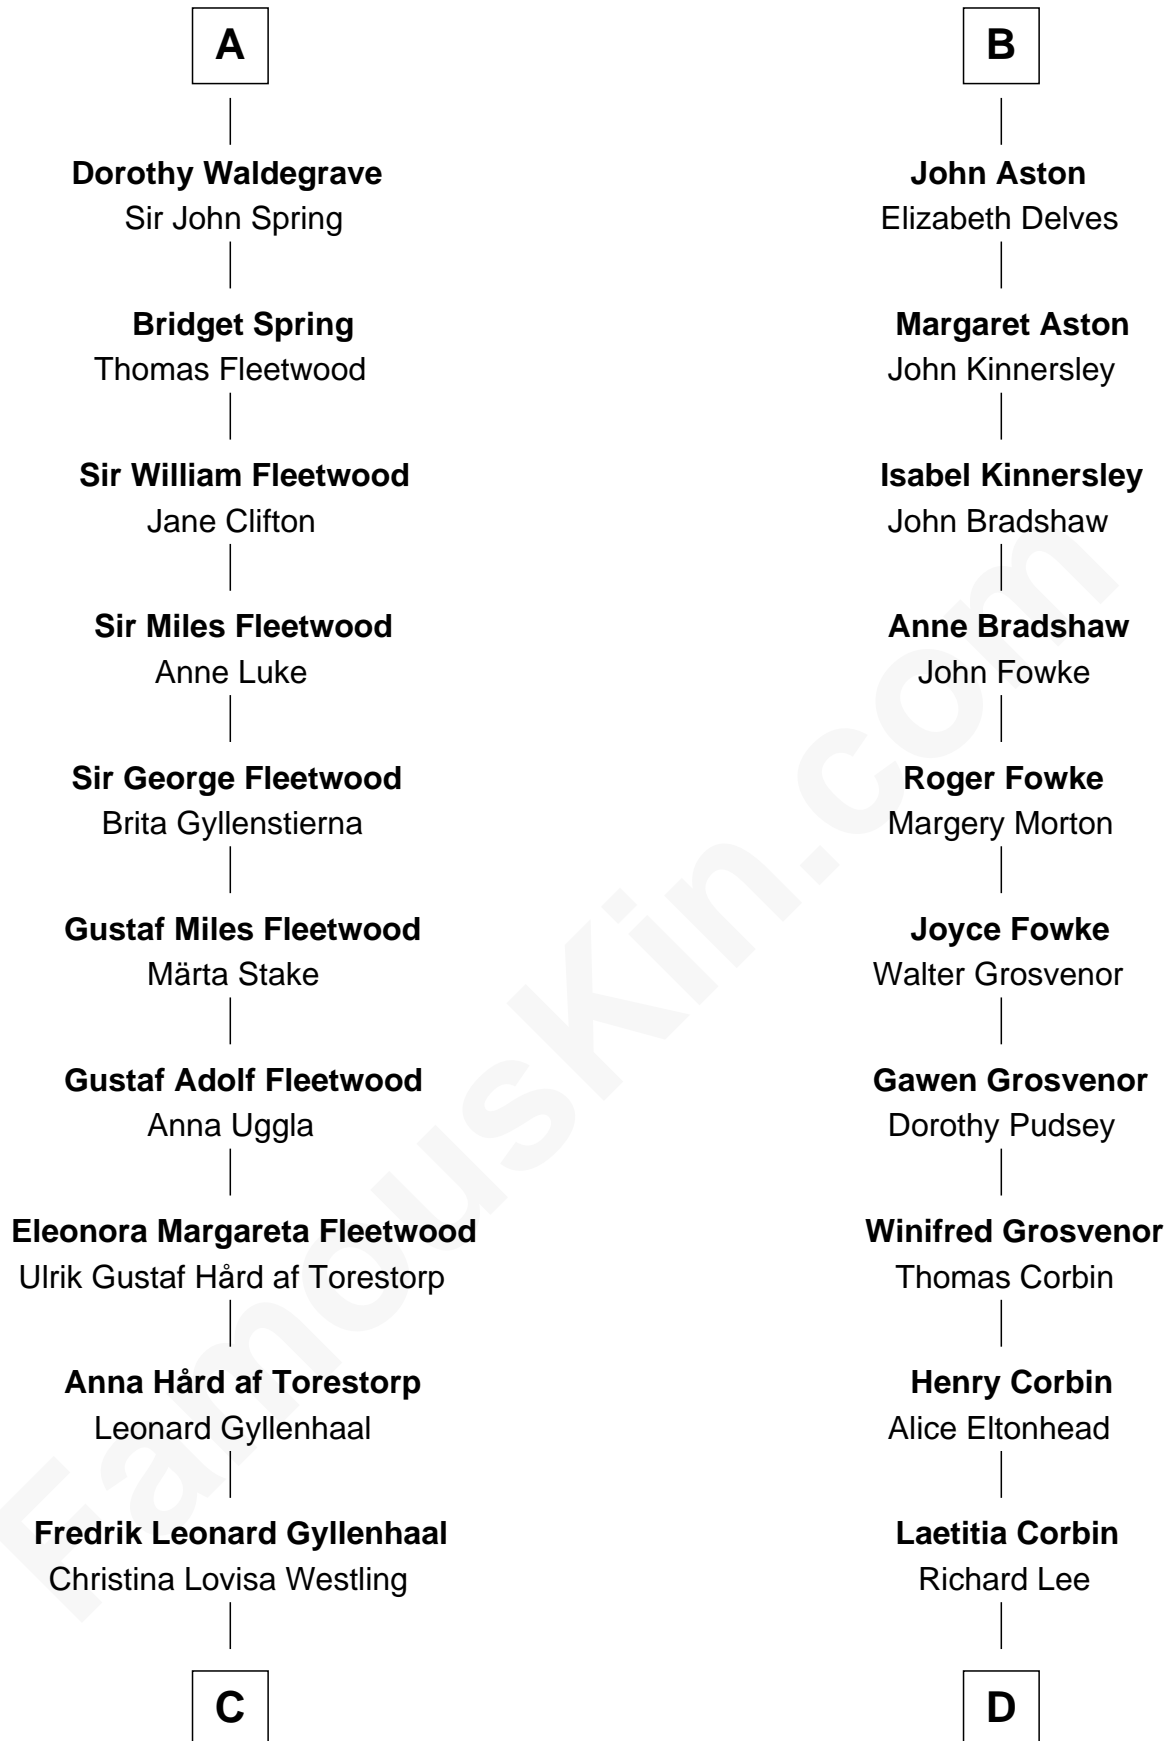 A
Dorothy Waldegrave
Sir John Spring
Bridget Spring
Thomas Fleetwood
Sir William Fleetwood
Jane Clifton
Sir Miles Fleetwood
Anne Luke
Sir George Fleetwood
Brita Gyllenstierna
Gustaf Miles Fleetwood
Märta Stake
Gustaf Adolf Fleetwood
Anna Uggla
Eleonora Margareta Fleetwood
Ulrik Gustaf Hård af Torestorp
Anna Hård af Torestorp
Leonard Gyllenhaal
Fredrik Leonard Gyllenhaal
Christina Lovisa Westling
C
B
John Aston
Elizabeth Delves
Margaret Aston
John Kinnersley
Isabel Kinnersley
John Bradshaw
Anne Bradshaw
John Fowke
Roger Fowke
Margery Morton
Joyce Fowke
Walter Grosvenor
Gawen Grosvenor
Dorothy Pudsey
Winifred Grosvenor
Thomas Corbin
Henry Corbin
Alice Eltonhead
Laetitia Corbin
Richard Lee
D
FamousKin.com